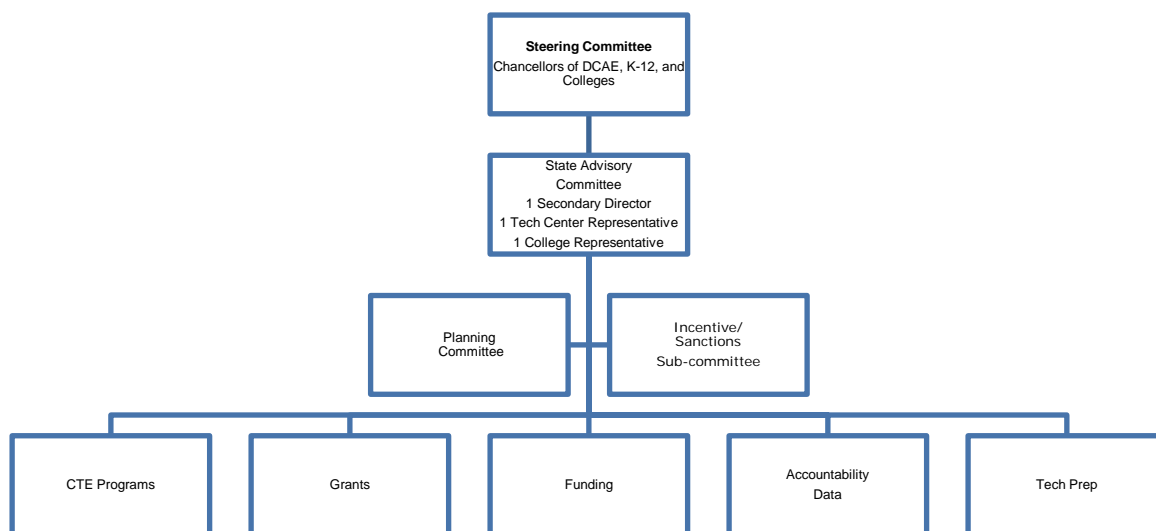 Steering Committee
Chancellors of DCAE, K-12, and
Colleges
State Advisory
Committee
1 Secondary Director
1 Tech Center Representative
1 College Representative
Planning
Committee
Incentive/
Sanctions
Sub-committee
CTE Programs
Grants
Funding
Accountability
Data
Tech Prep